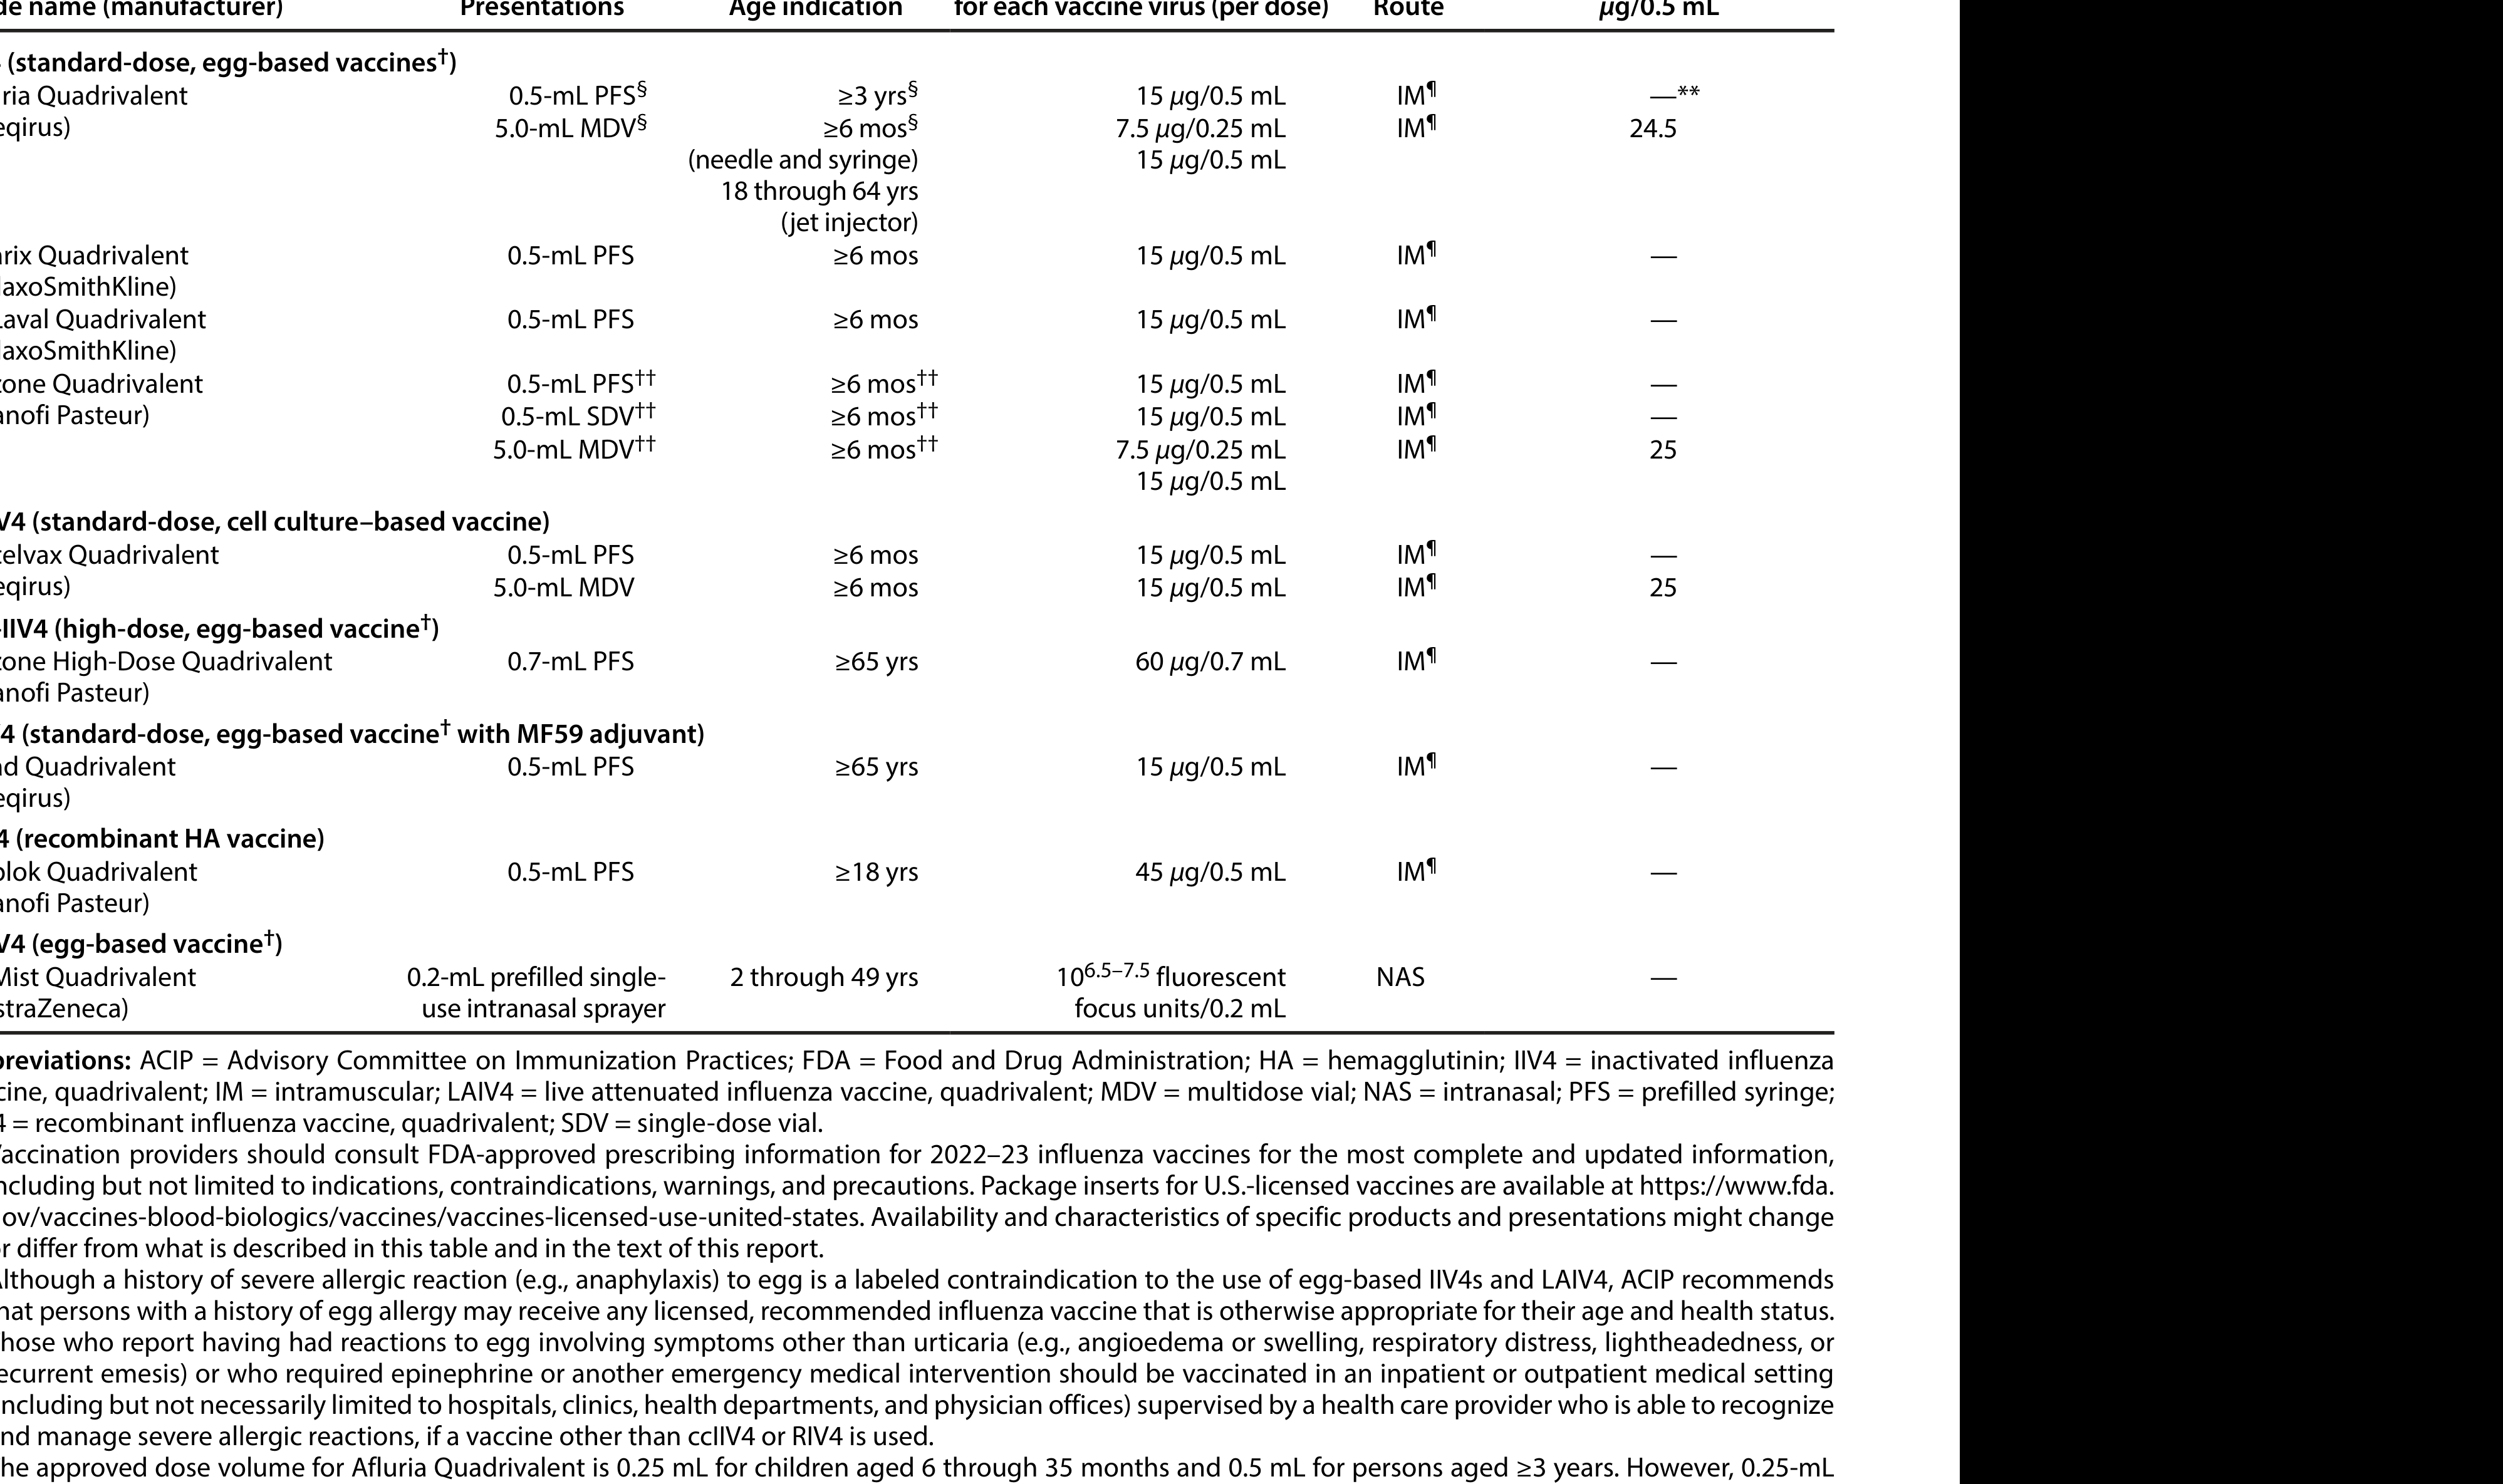 de name (manufacturer) Presentations Age indication for each vaccine virus (per dose) Route µg/0.5 mL
(standard-dose, egg-based vaccines†)
ria Quadrivalent 0.5-mL PFS§ ≥3 yrs§ 15 µg/0.5 mL IM¶ —**
eqirus) 5.0-mL MDV§ ≥6 mos§ 7.5 µg/0.25 mL IM¶ 24.5
(needle and syringe) 15 µg/0.5 mL
18 through 64 yrs
(jet injector)
arix Quadrivalent 0.5-mL PFS ≥6 mos 15 µg/0.5 mL IM¶ —
laxoSmithKline)
Laval Quadrivalent 0.5-mL PFS ≥6 mos 15 µg/0.5 mL IM¶ —
laxoSmithKline)
zone Quadrivalent 0.5-mL PFS†† ≥6 mos†† 15 µg/0.5 mL IM¶ —
anofi Pasteur) 0.5-mL SDV†† ≥6 mos†† 15 µg/0.5 mL IM¶ —
5.0-mL MDV†† ≥6 mos†† 7.5 µg/0.25 mL IM¶ 25
15 µg/0.5 mL
V4 (standard-dose, cell culture–based vaccine)
celvax Quadrivalent 0.5-mL PFS ≥6 mos 15 µg/0.5 mL IM¶ —
eqirus) 5.0-mL MDV ≥6 mos 15 µg/0.5 mL IM¶ 25
-IIV4 (high-dose, egg-based vaccine†)
zone High-Dose Quadrivalent 0.7-mL PFS ≥65 yrs 60 µg/0.7 mL IM¶ —
anofi Pasteur)
4 (standard-dose, egg-based vaccine† with MF59 adjuvant)
ad Quadrivalent 0.5-mL PFS ≥65 yrs 15 µg/0.5 mL IM¶ —
eqirus)
4 (recombinant HA vaccine)
blok Quadrivalent 0.5-mL PFS ≥18 yrs 45 µg/0.5 mL IM¶ —
anofi Pasteur)
V4 (egg-based vaccine†)
Mist Quadrivalent 0.2-mL prefilled single- 2 through 49 yrs 10^6.5–7.5 fluorescent NAS —
straZeneca) use intranasal sprayer focus units/0.2 mL
breviations: ACIP = Advisory Committee on Immunization Practices; FDA = Food and Drug Administration; HA = hemagglutinin; IIV4 = inactivated influenza
cine, quadrivalent; IM = intramuscular; LAIV4 = live attenuated influenza vaccine, quadrivalent; MDV = multidose vial; NAS = intranasal; PFS = prefilled syringe;
4 = recombinant influenza vaccine, quadrivalent; SDV = single-dose vial.
Vaccination providers should consult FDA-approved prescribing information for 2022–23 influenza vaccines for the most complete and updated information,
ncluding but not limited to indications, contraindications, warnings, and precautions. Package inserts for U.S.-licensed vaccines are available at https://www.fda.
ov/vaccines-blood-biologics/vaccines/vaccines-licensed-use-united-states. Availability and characteristics of specific products and presentations might change
r differ from what is described in this table and in the text of this report.
Although a history of severe allergic reaction (e.g., anaphylaxis) to egg is a labeled contraindication to the use of egg-based IIV4s and LAIV4, ACIP recommends
hat persons with a history of egg allergy may receive any licensed, recommended influenza vaccine that is otherwise appropriate for their age and health status.
hose who report having had reactions to egg involving symptoms other than urticaria (e.g., angioedema or swelling, respiratory distress, lightheadedness, or
ecurrent emesis) or who required epinephrine or another emergency medical intervention should be vaccinated in an inpatient or outpatient medical setting
ncluding but not necessarily limited to hospitals, clinics, health departments, and physician offices) supervised by a health care provider who is able to recognize
nd manage severe allergic reactions, if a vaccine other than ccIIV4 or RIV4 is used.
he approved dose volume for Afluria Quadrivalent is 0.25 mL for children aged 6 through 35 months and 0.5 mL for persons aged ≥3 years. However, 0.25-mL